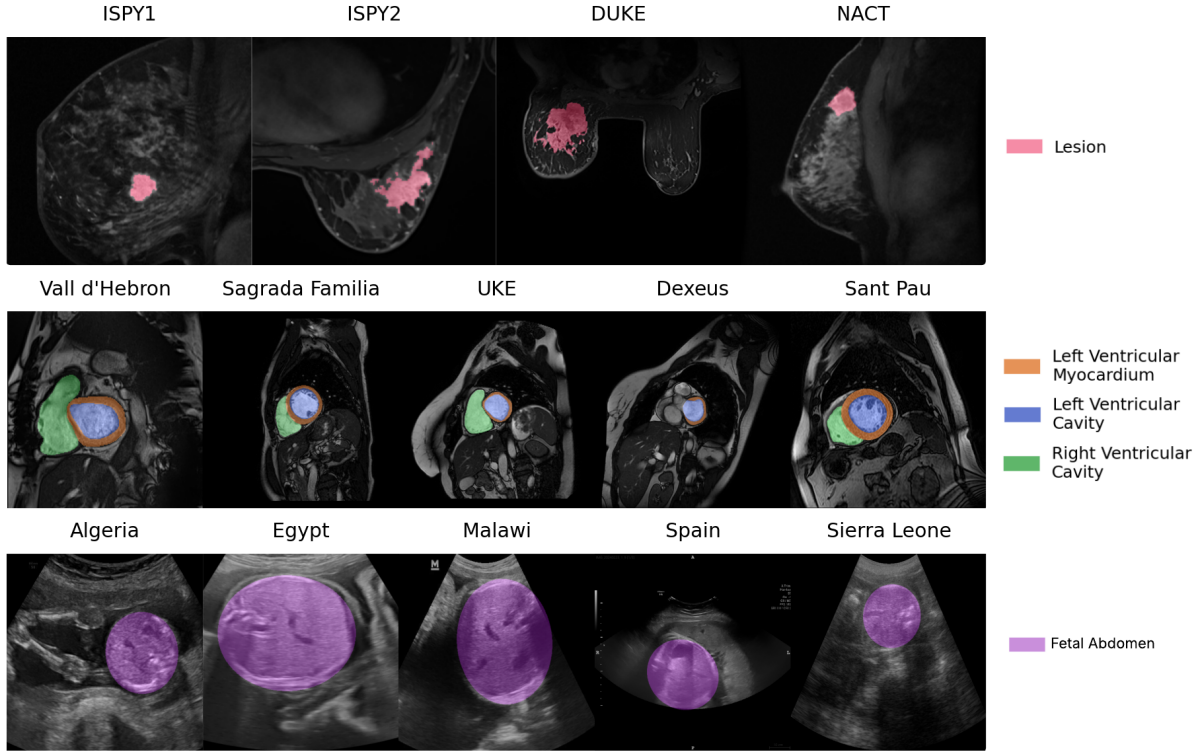 ISPY1 ISPY2 DUKE NACT
Lesion
Vall d'Hebron Sagrada Familia UKE Dexeus Sant Pau
Left Ventricular
Myocardium
Left Ventricular
Cavity
Right Ventricular
Cavity
Algeria Egypt Malawi Spain Sierra Leone
M
Fetal Abdomen